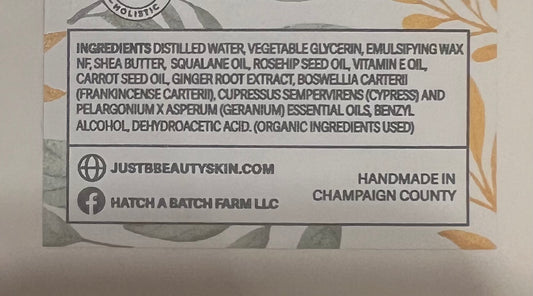 HOLISTIC
INGREDIENTS DISTILLED WATER, VEGETABLE GLYCERIN, EMULSIFYING WAX
NF, SHEA BUTTER, SQUALANE OIL, ROSEHIP SEED OIL, VITAMIN E OIL,
CARROT SEED OIL, GINGER ROOT EXTRACT, BOSWELLIA CARTERII
(FRANKINCENSE CARTERII), CUPRESSUS SEMPERVIRENS (CYPRESS) AND
PELARGONIUM X ASPERUM (GERANIUM) ESSENTIAL OILS, BENZYL
ALCOHOL, DEHYDROACETIC ACID. (ORGANIC INGREDIENTS USED)
JUSTBBEAUTYSKIN.COM
HATCH A BATCH FARM LLC
HANDMADE IN
CHAMPAIGN COUNTY